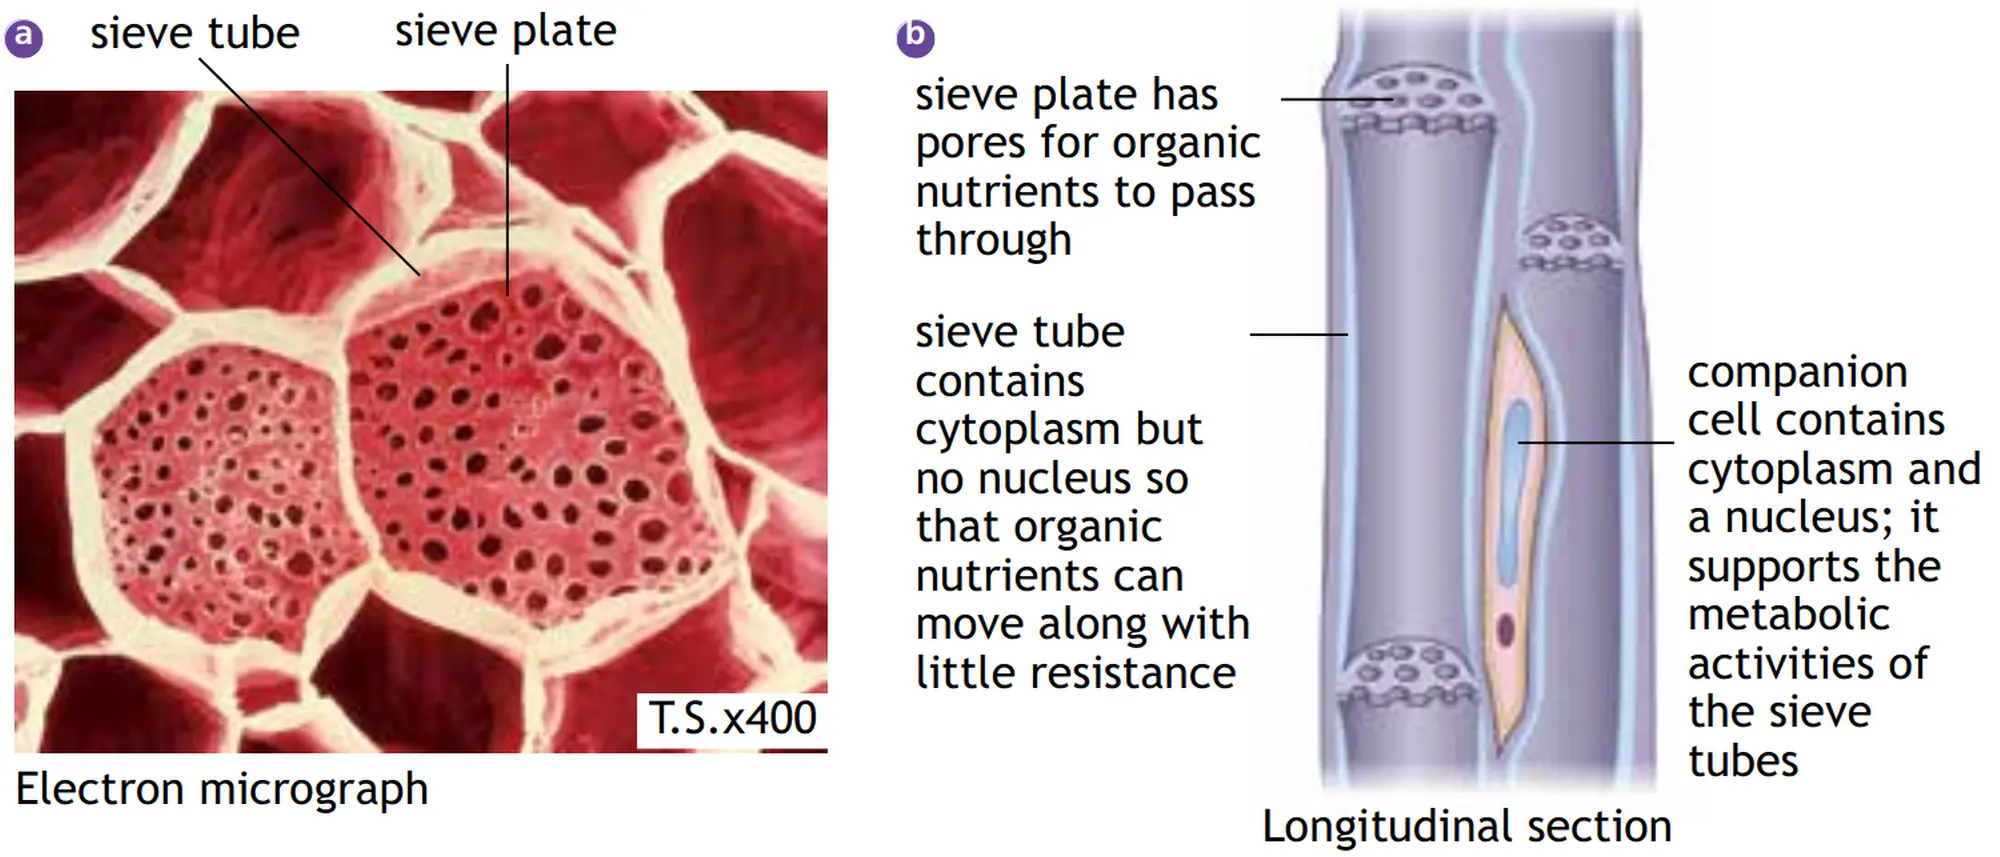 a
sieve tube
sieve plate
T.S.x400
Electron micrograph
b
sieve plate has
pores for organic
nutrients to pass
through
sieve tube
contains
cytoplasm but
no nucleus so
that organic
nutrients can
move along with
little resistance
companion
cell contains
cytoplasm and
a nucleus; it
supports the
metabolic
activities of
the sieve
tubes
Longitudinal section